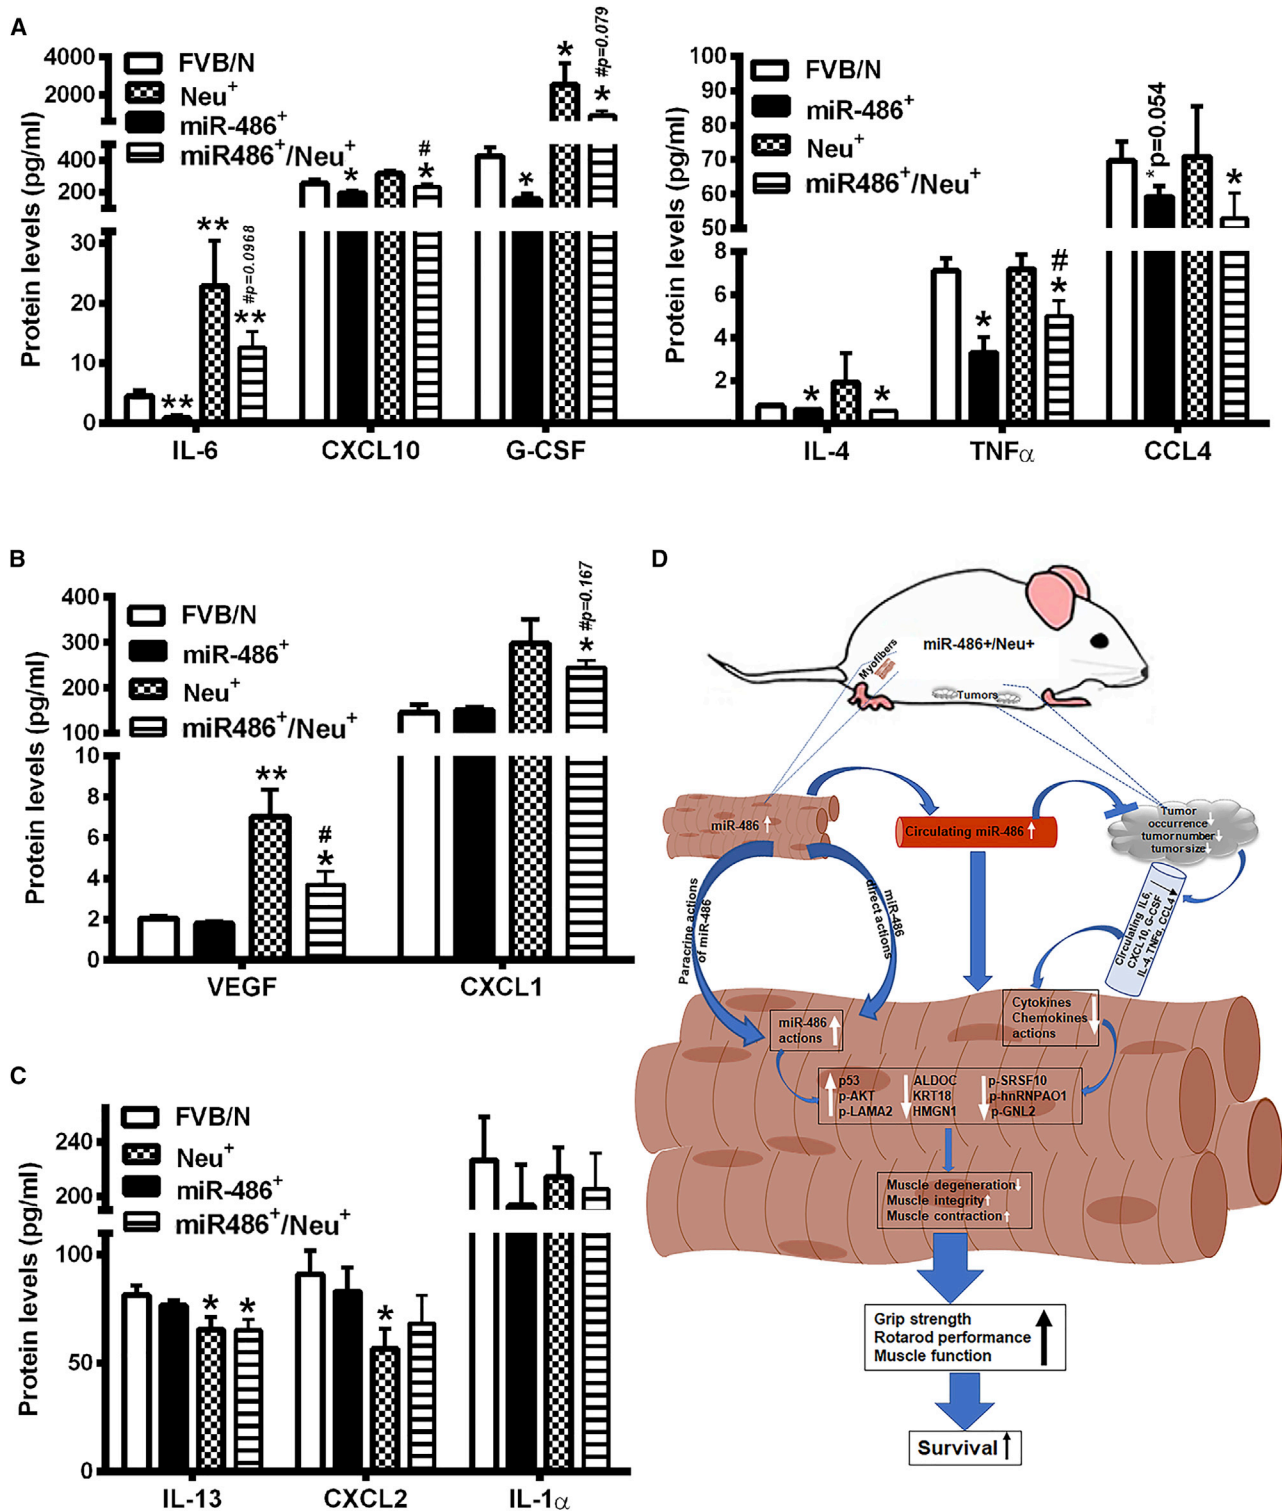 A
Protein levels (pg/ml)
4000
2000
400
200
30
20
10
0
FVB/N
Neu+
miR-486+
miR486+/Neu+
**
**
**
#p=0.0968
*
#
*
*
*
#p=0.079
*
IL-6
CXCL10
G-CSF
Protein levels (pg/ml)
100
90
80
70
60
50
8
6
4
2
FVB/N
miR-486+
Neu+
miR486+/Neu+
*
*
*
#
*
*p=0.054
*
IL-4
TNFα
CCL4
B
Protein levels (pg/ml)
400
300
200
100
10
8
6
4
2
0
FVB/N
miR-486+
Neu+
miR486+/Neu+
**
#
*
#p=0.167
*
VEGF
CXCL1
C
Protein levels (pg/ml)
240
200
100
50
0
FVB/N
Neu+
miR-486+
miR486+/Neu+
*
*
*
IL-13
CXCL2
IL-1α
D
miR-486+/Neu+
Myofibers
Tumors
miR-486
Circulating miR-486
Tumor
occurrence
tumor number
tumor size
Paracrine actions
of miR-486
miR-486
direct actions
Circulating IL6,
CXCL10, G-CSF
IL-4, TNFα, CCL4
miR-486
actions
Cytokines
Chemokines
actions
p53
p-AKT
p-LAMA2
ALDOC
KRT18
HMGN1
p-SRSF10
p-hnRNPAO1
p-GNL2
Muscle degeneration
Muscle integrity
Muscle contraction
Grip strength
Rotarod performance
Muscle function
Survival